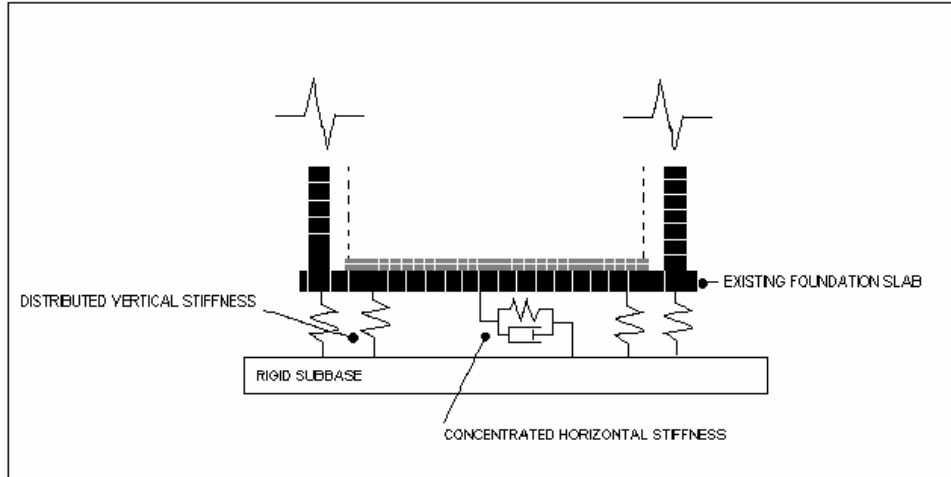 EXISTING FOUNDATION SLAB
DISTRIBUTED VERTICAL STIFFNESS
RIGID SUBBASE
CONCENTRATED HORIZONTAL STIFFNESS